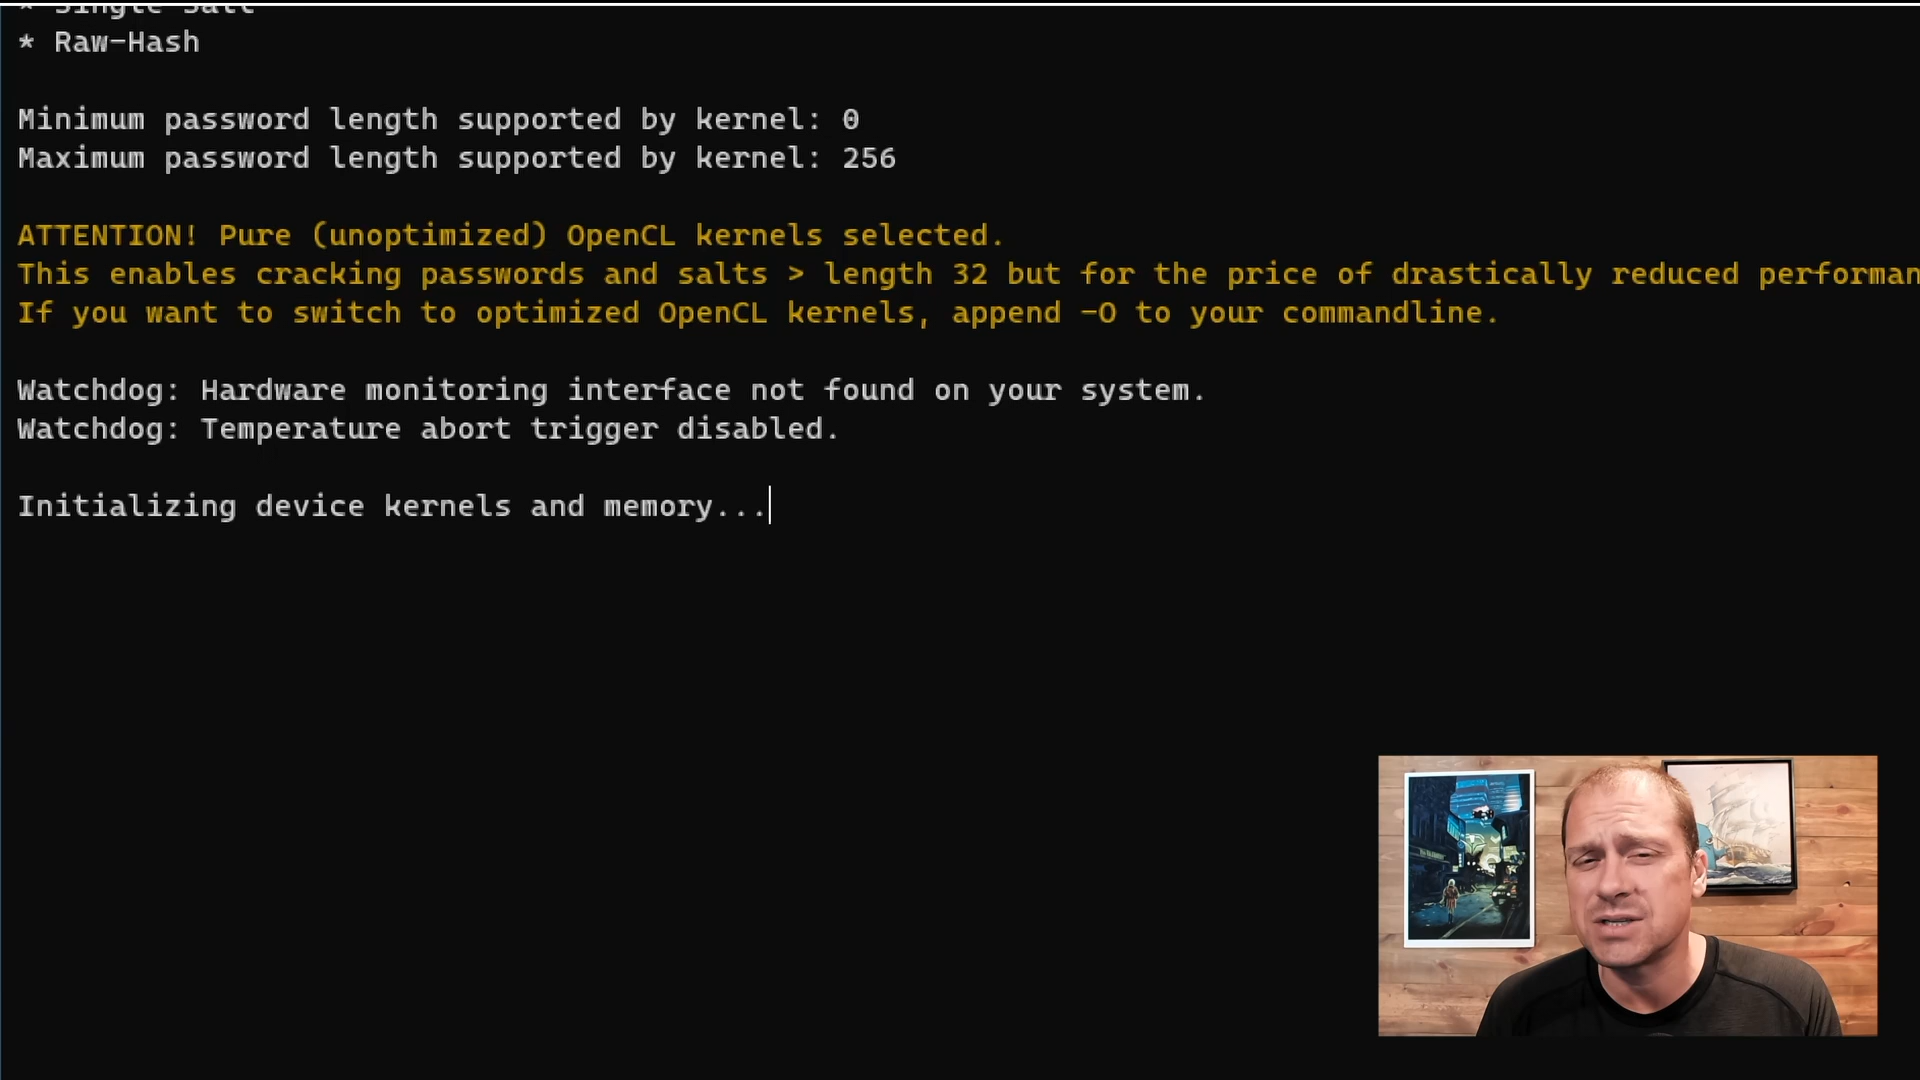 * Single-Salt
* Raw-Hash
Minimum password length supported by kernel: 0
Maximum password length supported by kernel: 256
ATTENTION! Pure (unoptimized) OpenCL kernels selected.
This enables cracking passwords and salts > length 32 but for the price of drastically reduced performan
If you want to switch to optimized OpenCL kernels, append -O to your commandline.
Watchdog: Hardware monitoring interface not found on your system.
Watchdog: Temperature abort trigger disabled.
Initializing device kernels and memory...